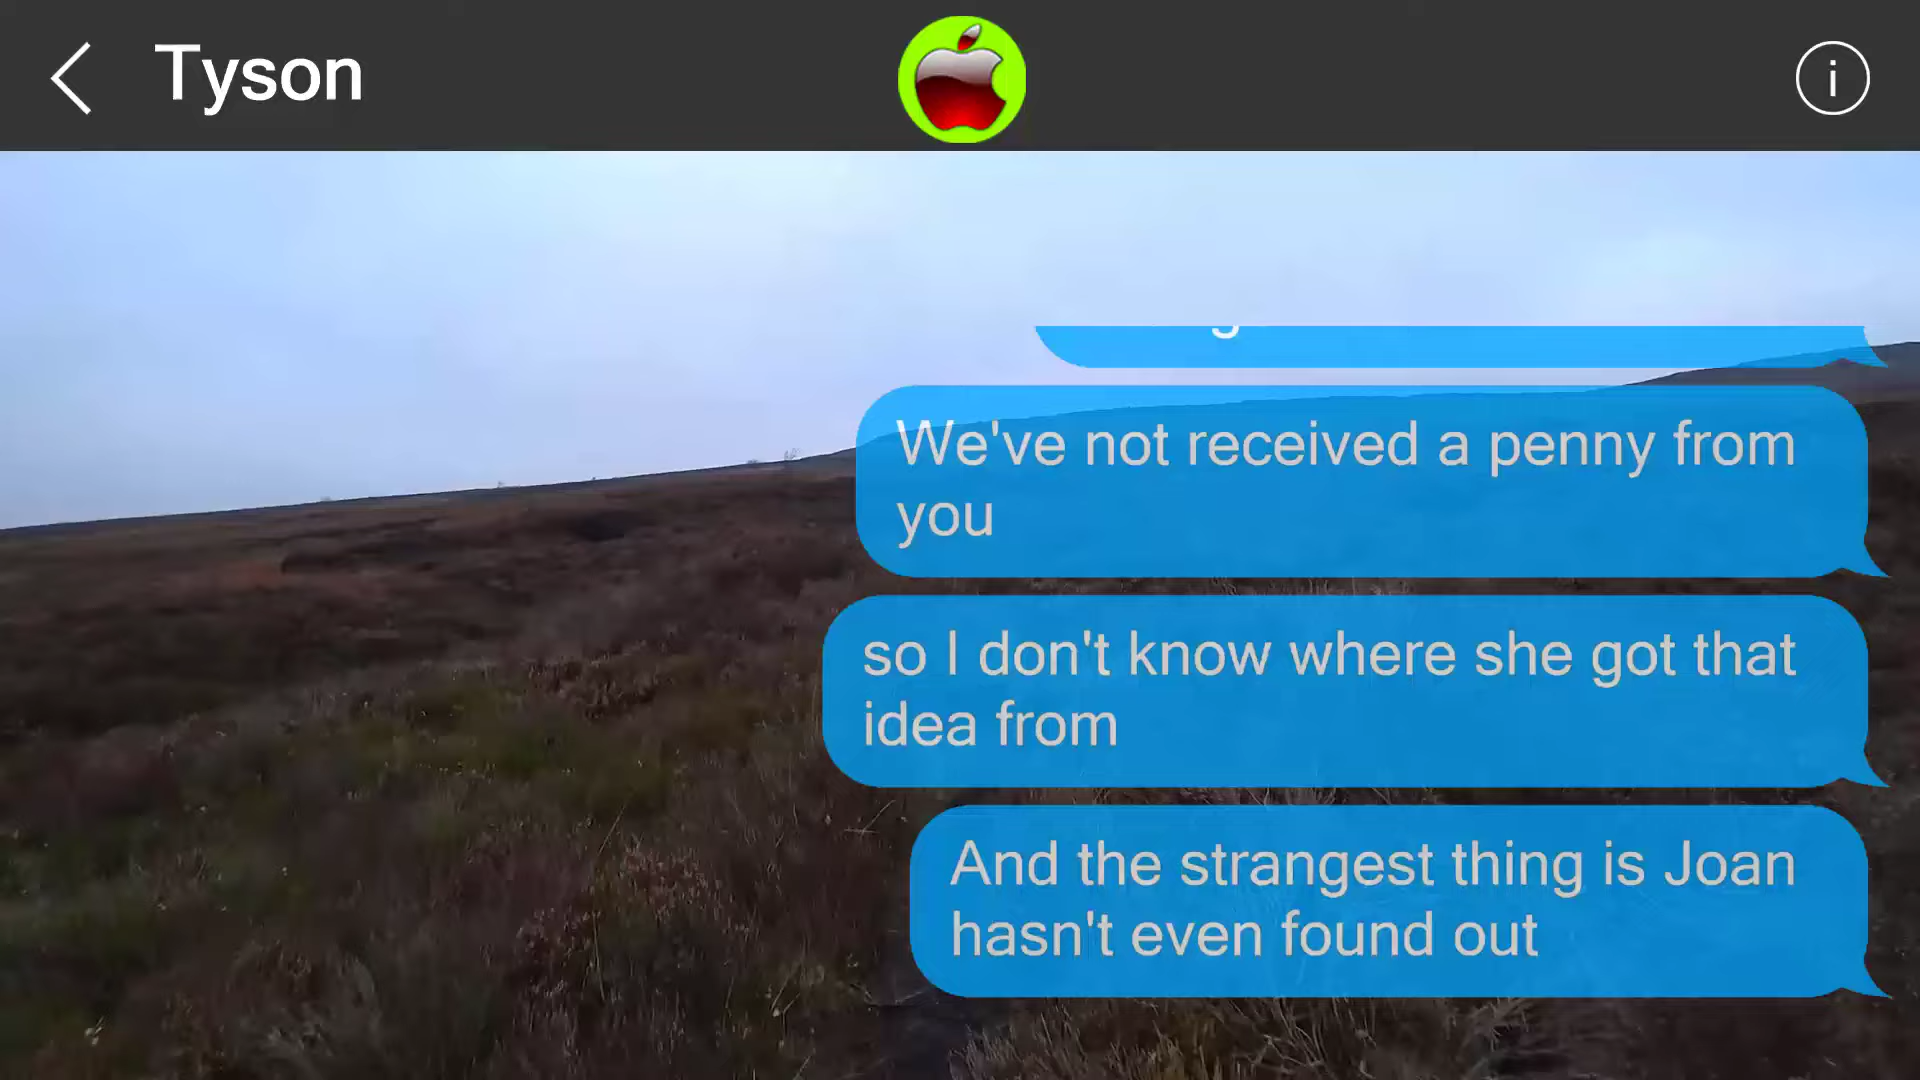 Tyson
We've not received a penny from
you
so I don't know where she got that
idea from
And the strangest thing is Joan
hasn't even found out